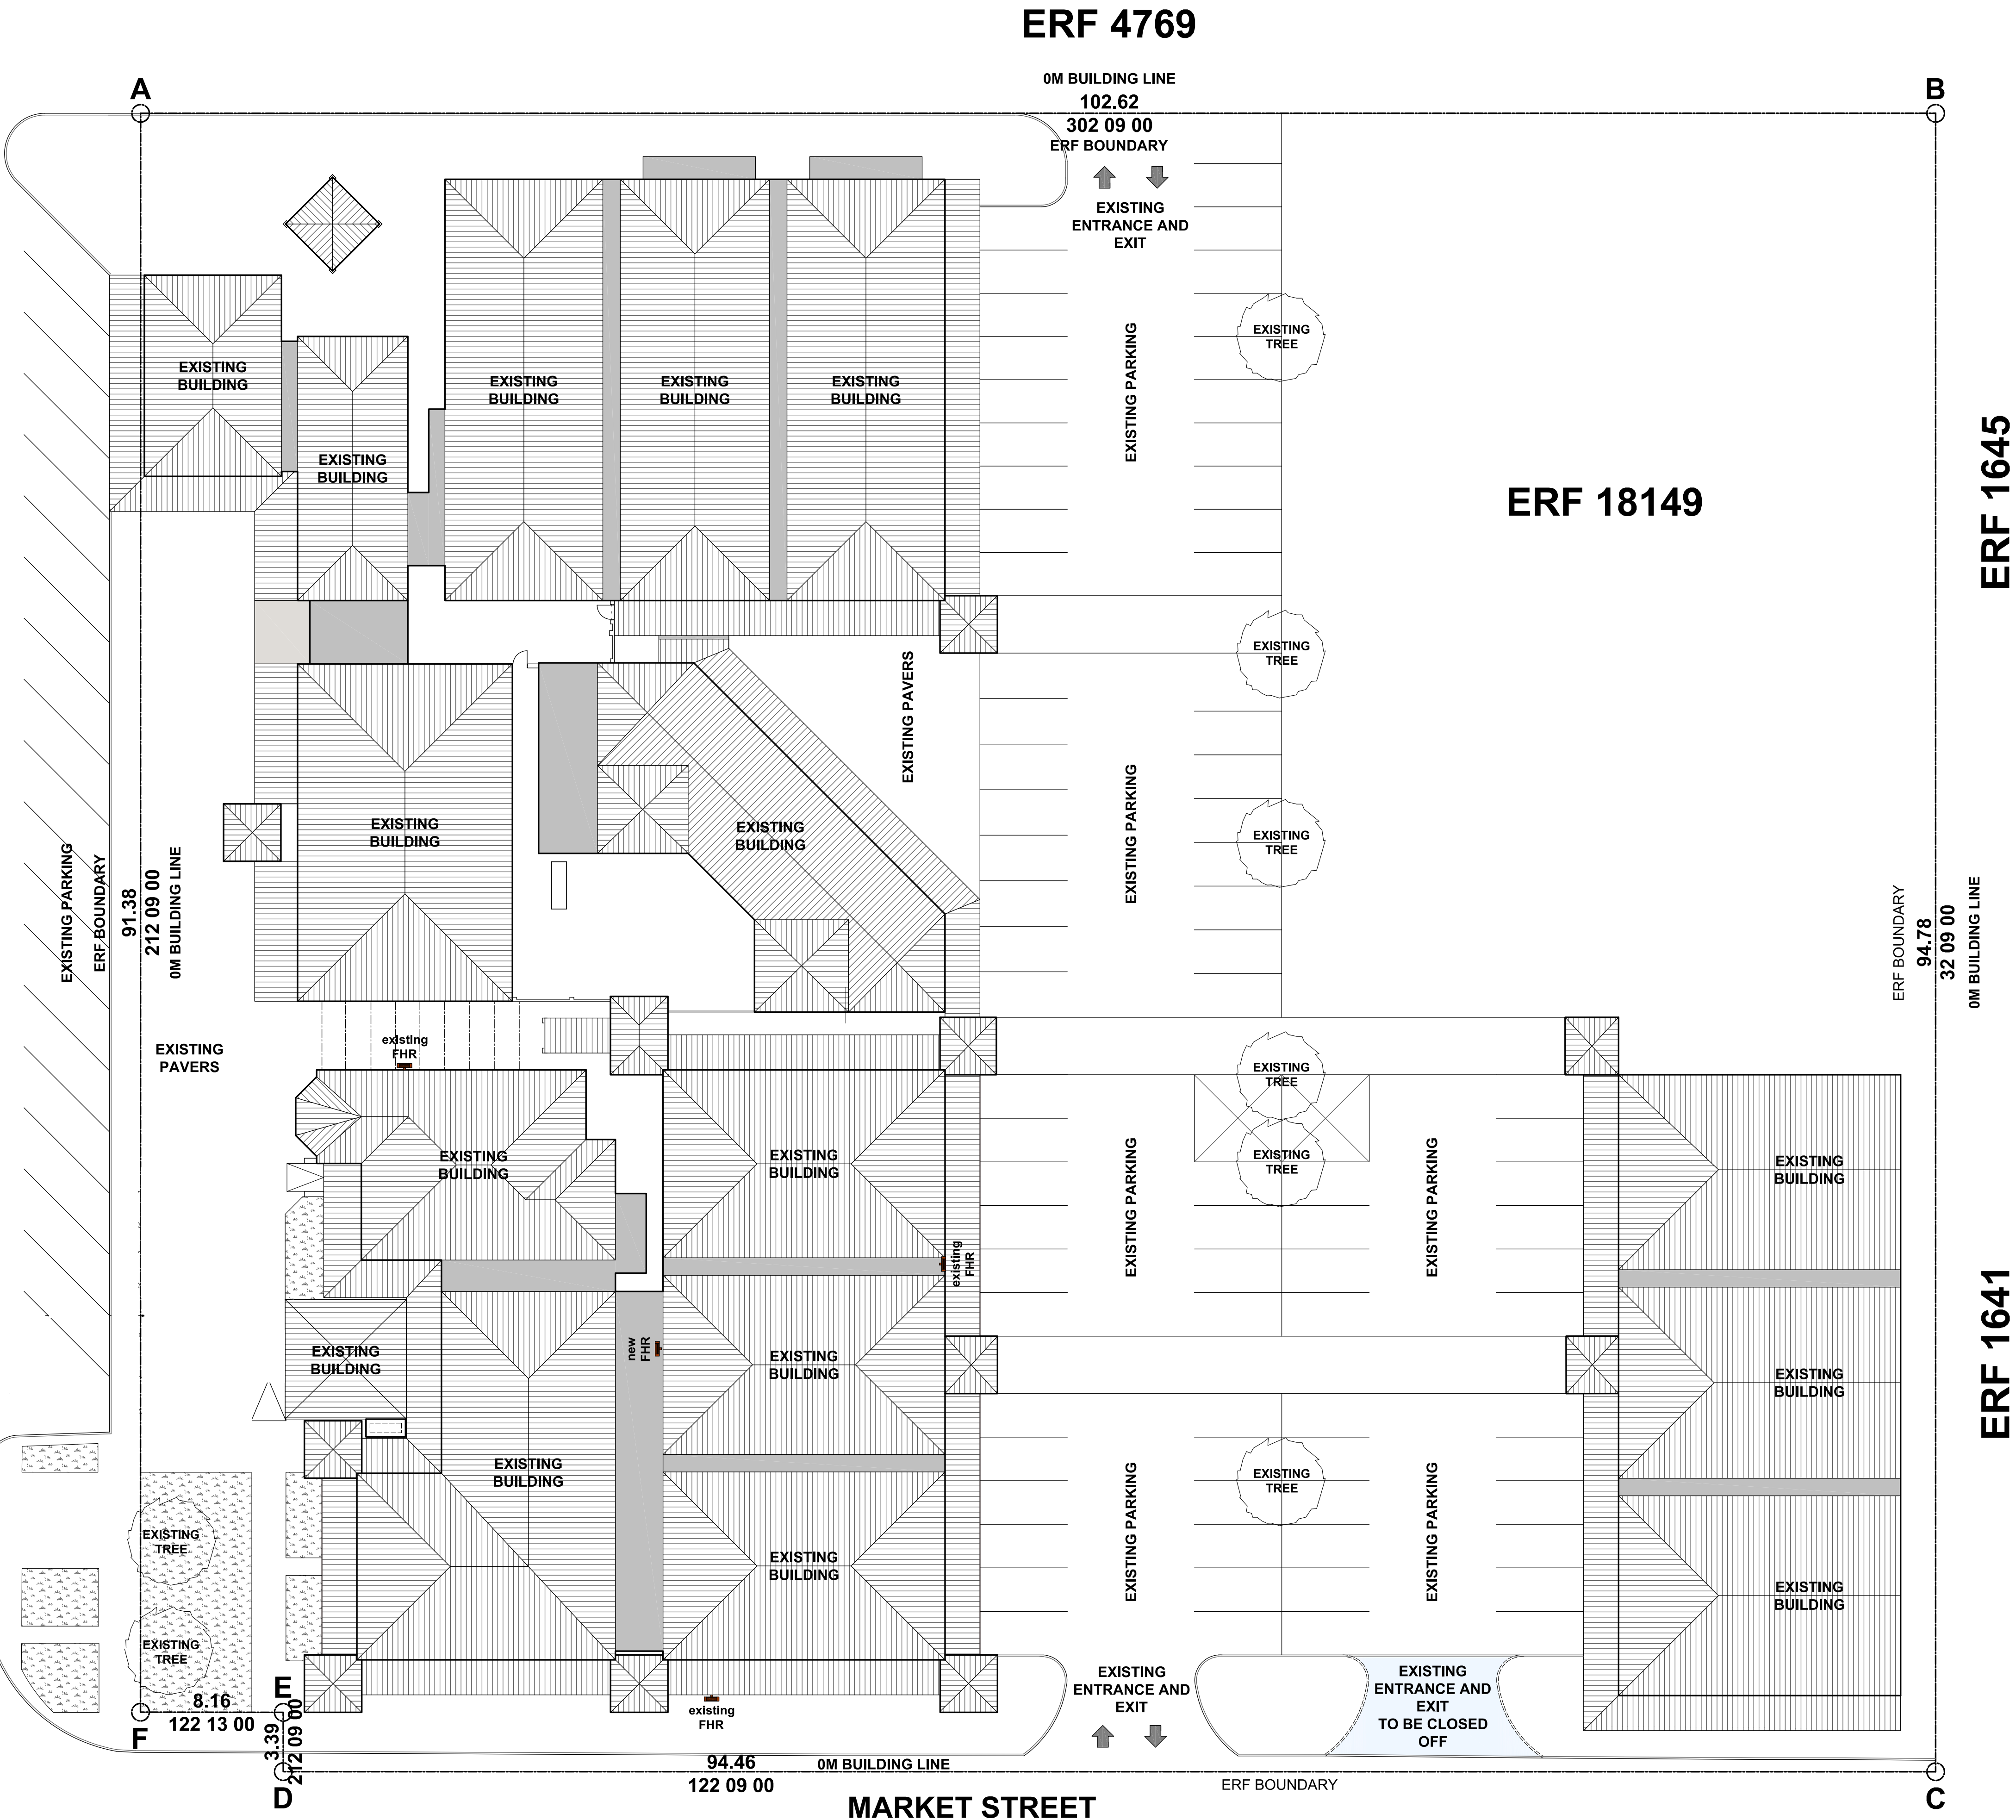 ERF 4769
A
0M BUILDING LINE
102.62
302 09 00
ERF BOUNDARY
B
EXISTING
ENTRANCE AND
EXIT
EXISTING
BUILDING
EXISTING
BUILDING
EXISTING
BUILDING
EXISTING
BUILDING
EXISTING
BUILDING
EXISTING PARKING
EXISTING
TREE
ERF 18149
ERF 1645
EXISTING
TREE
EXISTING PAVERS
EXISTING PARKING
EXISTING
TREE
EXISTING
BUILDING
EXISTING
BUILDING
EXISTING PARKING
ERF BOUNDARY
91.38
212 09 00
0M BUILDING LINE
ERF BOUNDARY
94.78
32 09 00
0M BUILDING LINE
EXISTING
PAVERS
existing
FHR
EXISTING
TREE
EXISTING
TREE
EXISTING
BUILDING
EXISTING
BUILDING
EXISTING PARKING
EXISTING PARKING
EXISTING
BUILDING
existing
FHR
ERF 1641
new
FHR
EXISTING
BUILDING
EXISTING
BUILDING
EXISTING
BUILDING
EXISTING
BUILDING
EXISTING
TREE
EXISTING PARKING
EXISTING PARKING
EXISTING
TREE
EXISTING
BUILDING
EXISTING
BUILDING
EXISTING
TREE
EXISTING
ENTRANCE AND
EXIT
EXISTING
ENTRANCE AND
EXIT
TO BE CLOSED
OFF
E
8.16
122 13 00
F
3.39
212 09 00
existing
FHR
D
94.46
0M BUILDING LINE
122 09 00
ERF BOUNDARY
C
MARKET STREET